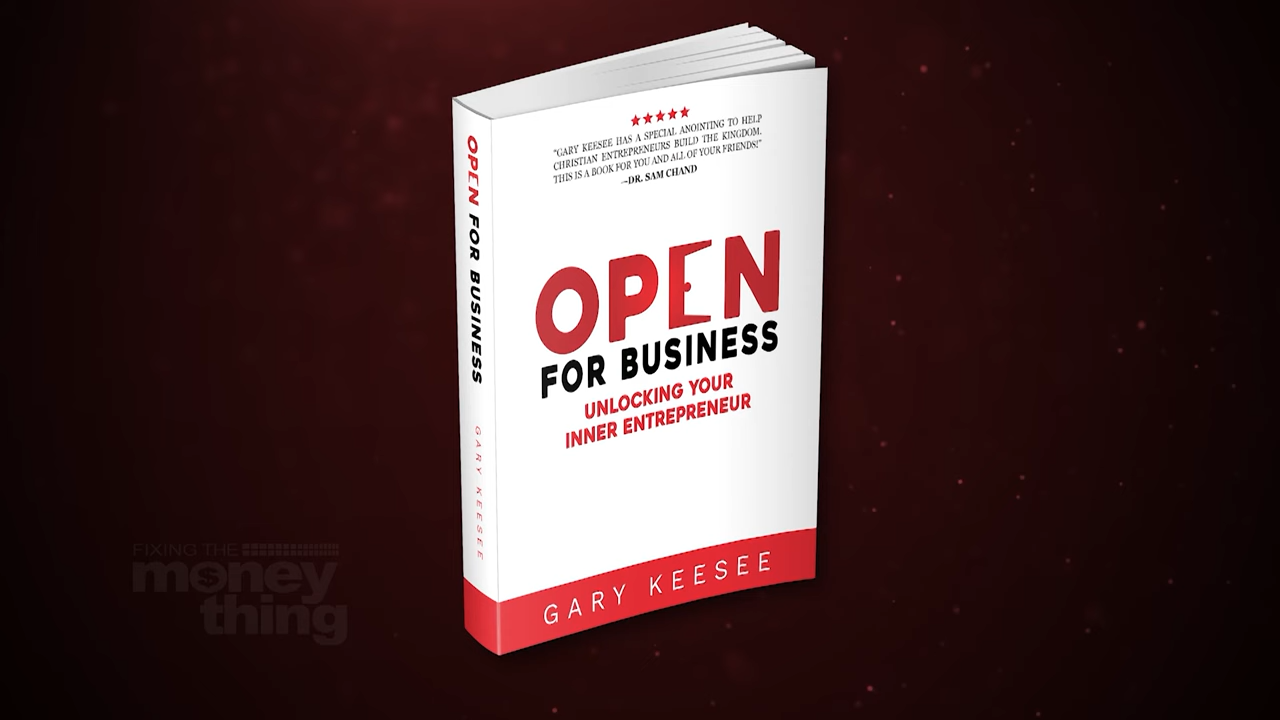 "GARY KEESEE HAS A SPECIAL ANOINTING TO HELP
CHRISTIAN ENTREPRENEURS BUILD THE KINGDOM.
THIS IS A BOOK FOR YOU AND ALL OF YOUR FRIENDS!"
—DR. SAM CHAND
OPEN
FOR BUSINESS
UNLOCKING YOUR
INNER ENTREPRENEUR
GARY KEESEE
OPEN FOR BUSINESS
GARY KEESEE
FIXING THE
money
thing